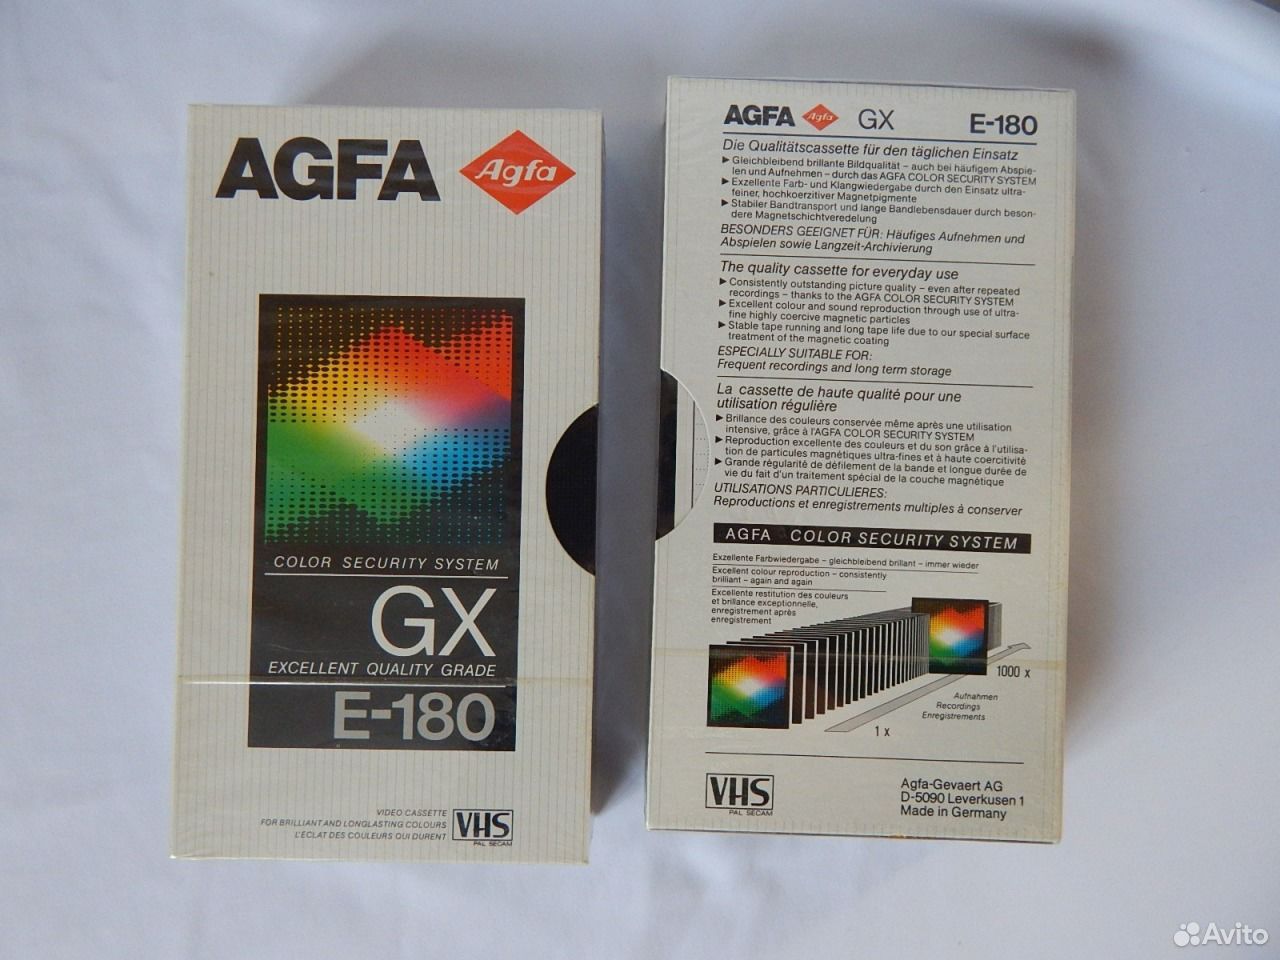 AGFA Agfa
COLOR SECURITY SYSTEM
GX
EXCELLENT QUALITY GRADE
E-180
VIDEO CASSETTE
FOR BRILLIANT AND LONGLASTING COLOURS
L'ECLAT DES COULEURS QUI DURENT
VHS
PAL SECAM
AGFA Agfa GX E-180
Die Qualitätscassette für den täglichen Einsatz
▶ Gleichbleibend brillante Bildqualität – auch bei häufigem Abspie-
len und Aufnehmen – durch das AGFA COLOR SECURITY SYSTEM
▶ Exzellente Farb- und Klangwiedergabe durch den Einsatz ultra-
feiner, hochkoerzitiver Magnetpigmente
▶ Stabiler Bandtransport und lange Bandlebensdauer durch beson-
dere Magnetschichtveredelung
BESONDERS GEEIGNET FÜR: Häufiges Aufnehmen und
Abspielen sowie Langzeit-Archivierung
The quality cassette for everyday use
▶ Consistently outstanding picture quality – even after repeated
recordings – thanks to the AGFA COLOR SECURITY SYSTEM
▶ Excellent colour and sound reproduction through use of ultra-
fine highly coercive magnetic particles
▶ Stable tape running and long tape life due to our special surface
treatment of the magnetic coating
ESPECIALLY SUITABLE FOR:
Frequent recordings and long term storage
La cassette de haute qualité pour une
utilisation régulière
▶ Brillance des couleurs conservée même après une utilisation
intensive, grâce à l'AGFA COLOR SECURITY SYSTEM
▶ Reproduction excellente des couleurs et du son grâce à l'utilisa-
tion de particules magnétiques ultra-fines et à haute coercitivité
▶ Grande régularité de défilement de la bande et longue durée de
vie du fait d'un traitement spécial de la couche magnétique
UTILISATIONS PARTICULIERES:
Reproductions et enregistrements multiples à conserver
AGFA COLOR SECURITY SYSTEM
Exzellente Farbwiedergabe – gleichbleibend brillant – immer wieder
Excellent colour reproduction – consistently
brilliant – again and again
Excellente restitution des couleurs
et brillance exceptionnelle,
enregistrement après
enregistrement
1000 x
Aufnahmen
Recordings
Enregistrements
1 x
VHS
PAL SECAM
Agfa-Gevaert AG
D-5090 Leverkusen 1
Made in Germany
Avito